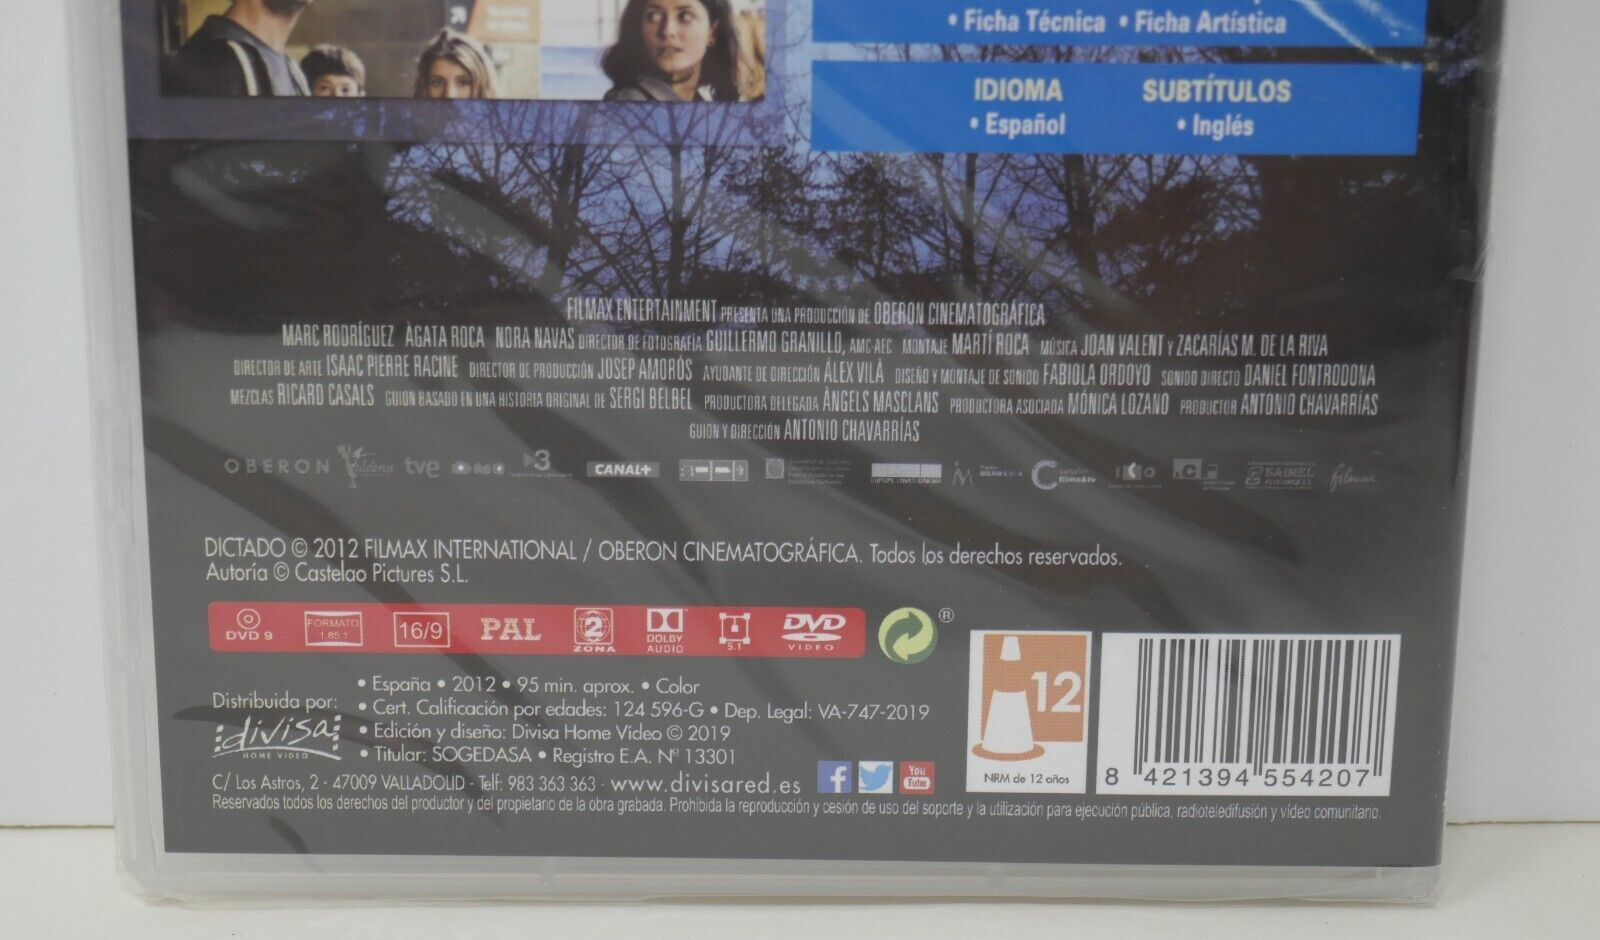 • Ficha Técnica • Ficha Artística
IDIOMA
• Español
SUBTÍTULOS
• Inglés
FILMAX ENTERTAINMENT PRESENTA UNA PRODUCCIÓN DE OBERON CINEMATOGRÁFICA
MARC RODRÍGUEZ ÀGATA ROCA NORA NAVAS DIRECTOR DE FOTOGRAFÍA GUILLERMO GRANILLO, AMC-AEC MONTAJE MARTÍ ROCA MÚSICA JOAN VALENT Y ZACARÍAS M. DE LA RIVA
DIRECTOR DE ARTE ISAAC PIERRE RACINE DIRECTOR DE PRODUCCIÓN JOSEP AMORÓS AYUDANTE DE DIRECCIÓN ÁLEX VILÀ DISEÑO Y MONTAJE DE SONIDO FABIOLA ORDOYO SONIDO DIRECTO DANIEL FONTRODONA
MEZCLAS RICARD CASALS GUION BASADO EN UNA HISTORIA ORIGINAL DE SERGI BELBEL PRODUCTORA DELEGADA ÀNGELS MASCLANS PRODUCTORA ASOCIADA MÓNICA LOZANO PRODUCTOR ANTONIO CHAVARRÍAS
GUION Y DIRECCIÓN ANTONIO CHAVARRÍAS
OBERON tve 3 CANAL+ films&tv filmax
DICTADO © 2012 FILMAX INTERNATIONAL / OBERON CINEMATOGRÁFICA. Todos los derechos reservados.
Autoría © Castelao Pictures S.L.
DVD 9
FORMATO
1,85:1
16/9
PAL
2
ZONA
DOLBY
AUDIO
5.1
DVD
VIDEO
®
Distribuida por:
divisa
HOME VIDEO
• España • 2012 • 95 min. aprox. • Color
• Cert. Calificación por edades: 124 596-G • Dep. Legal: VA-747-2019
• Edición y diseño: Divisa Home Video © 2019
• Titular: SOGEDASA • Registro E.A. Nº 13301
C/ Los Astros, 2 - 47009 VALLADOLID - Telf: 983 363 363 - www.divisared.es
f
You
Tube
Reservados todos los derechos del productor y del propietario de la obra grabada. Prohibida la reproducción y cesión de uso del soporte y la utilización para ejecución pública, radioteledifusión y vídeo comunitario.
12
NRM de 12 años
8 421394 554207